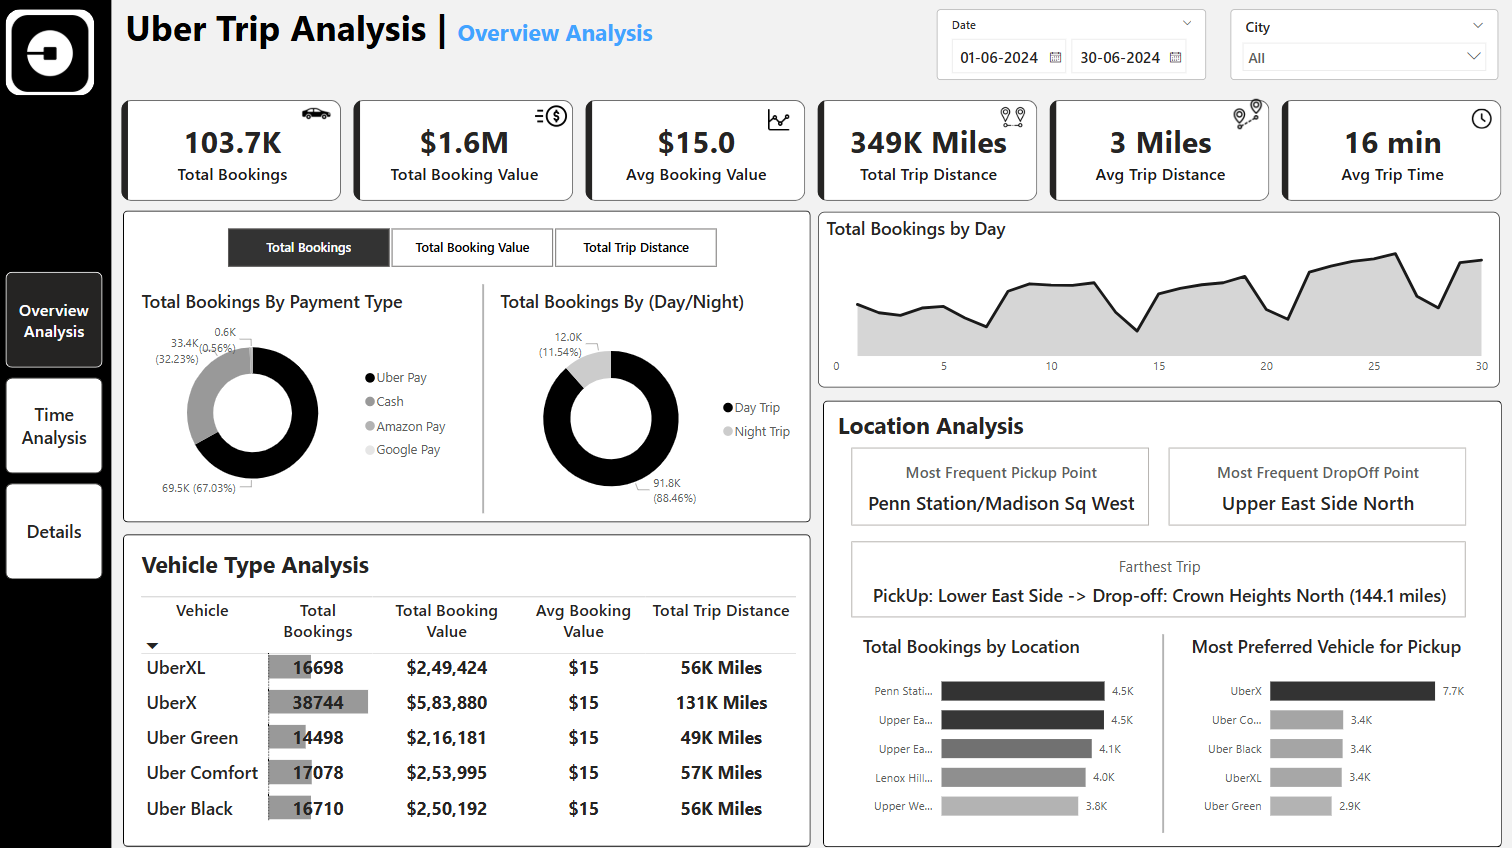 Uber Trip Analysis | Overview Analysis
Date
01-06-2024 30-06-2024
City
All
103.7K
Total Bookings
$1.6M
Total Booking Value
$15.0
Avg Booking Value
349K Miles
Total Trip Distance
3 Miles
Avg Trip Distance
16 min
Avg Trip Time
Overview
Analysis
Time
Analysis
Details
Total Bookings Total Booking Value Total Trip Distance
Total Bookings By Payment Type
0.6K
(0.56%)
33.4K
(32.23%)
69.5K (67.03%)
Uber Pay
Cash
Amazon Pay
Google Pay
Total Bookings By (Day/Night)
12.0K
(11.54%)
91.8K
(88.46%)
Day Trip
Night Trip
Total Bookings by Day
0 5 10 15 20 25 30
Vehicle Type Analysis
Vehicle Total Bookings Total Booking Value Avg Booking Value Total Trip Distance
UberXL 16698 $2,49,424 $15 56K Miles
UberX 38744 $5,83,880 $15 131K Miles
Uber Green 14498 $2,16,181 $15 49K Miles
Uber Comfort 17078 $2,53,995 $15 57K Miles
Uber Black 16710 $2,50,192 $15 56K Miles
Location Analysis
Most Frequent Pickup Point
Penn Station/Madison Sq West
Most Frequent DropOff Point
Upper East Side North
Farthest Trip
PickUp: Lower East Side -> Drop-off: Crown Heights North (144.1 miles)
Total Bookings by Location
Penn Stati... 4.5K
Upper Ea... 4.5K
Upper Ea... 4.1K
Lenox Hill... 4.0K
Upper We... 3.8K
Most Preferred Vehicle for Pickup
UberX 7.7K
Uber Co... 3.4K
Uber Black 3.4K
UberXL 3.4K
Uber Green 2.9K